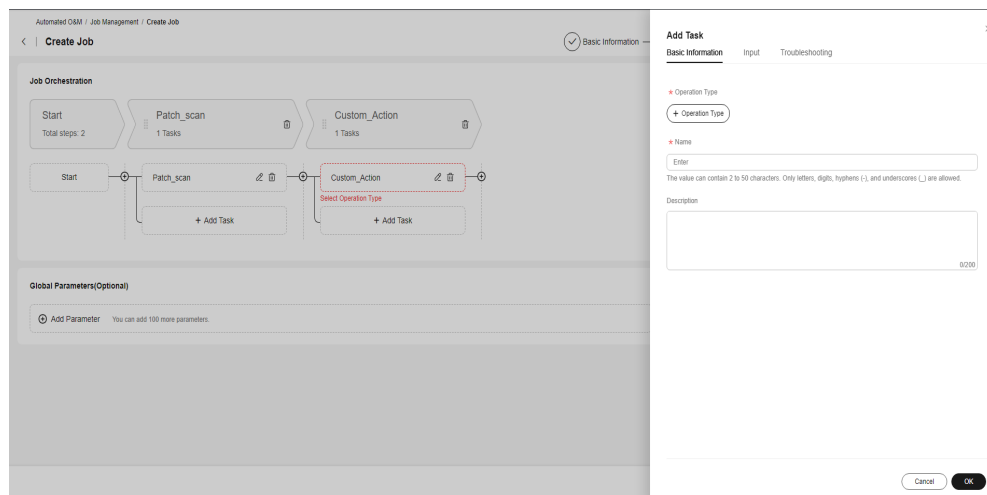 Automated O&M / Job Management / Create Job
Create Job
Basic Information
Job Orchestration
Start
Total steps: 2
Patch_scan
1 Tasks
Custom_Action
1 Tasks
Start
Patch_scan
Custom_Action
Select Operation Type
+ Add Task
+ Add Task
Global Parameters(Optional)
Add Parameter You can add 100 more parameters.
Add Task
Basic Information Input Troubleshooting
* Operation Type
+ Operation Type
* Name
Enter
The value can contain 2 to 50 characters. Only letters, digits, hyphens (-), and underscores (_) are allowed.
Description
0/200
Cancel OK